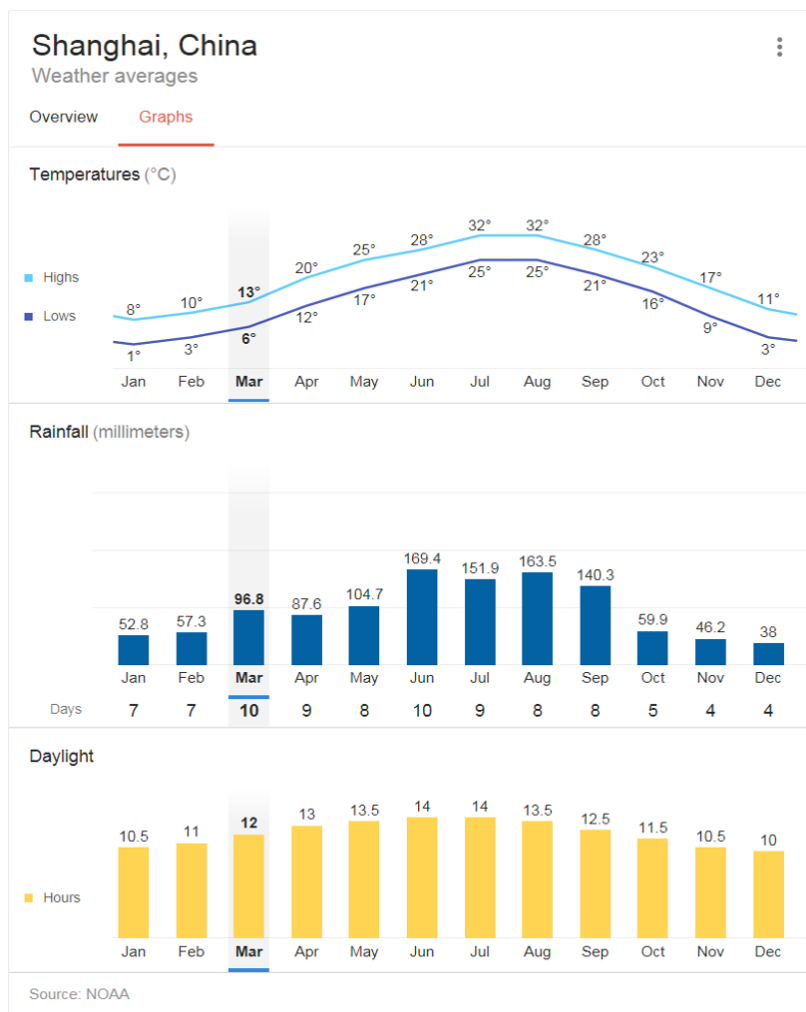 Shanghai, China
Weather averages
Overview Graphs
Temperatures (°C)
Highs
Lows
8° 10° 13° 20° 25° 28° 32° 32° 28° 23° 17° 11°
1° 3° 6° 12° 17° 21° 25° 25° 21° 16° 9° 3°
Jan Feb Mar Apr May Jun Jul Aug Sep Oct Nov Dec
Rainfall (millimeters)
52.8 57.3 96.8 87.6 104.7 169.4 151.9 163.5 140.3 59.9 46.2 38
Jan Feb Mar Apr May Jun Jul Aug Sep Oct Nov Dec
Days 7 7 10 9 8 10 9 8 8 5 4 4
Daylight
10.5 11 12 13 13.5 14 14 13.5 12.5 11.5 10.5 10
Hours
Jan Feb Mar Apr May Jun Jul Aug Sep Oct Nov Dec
Source: NOAA